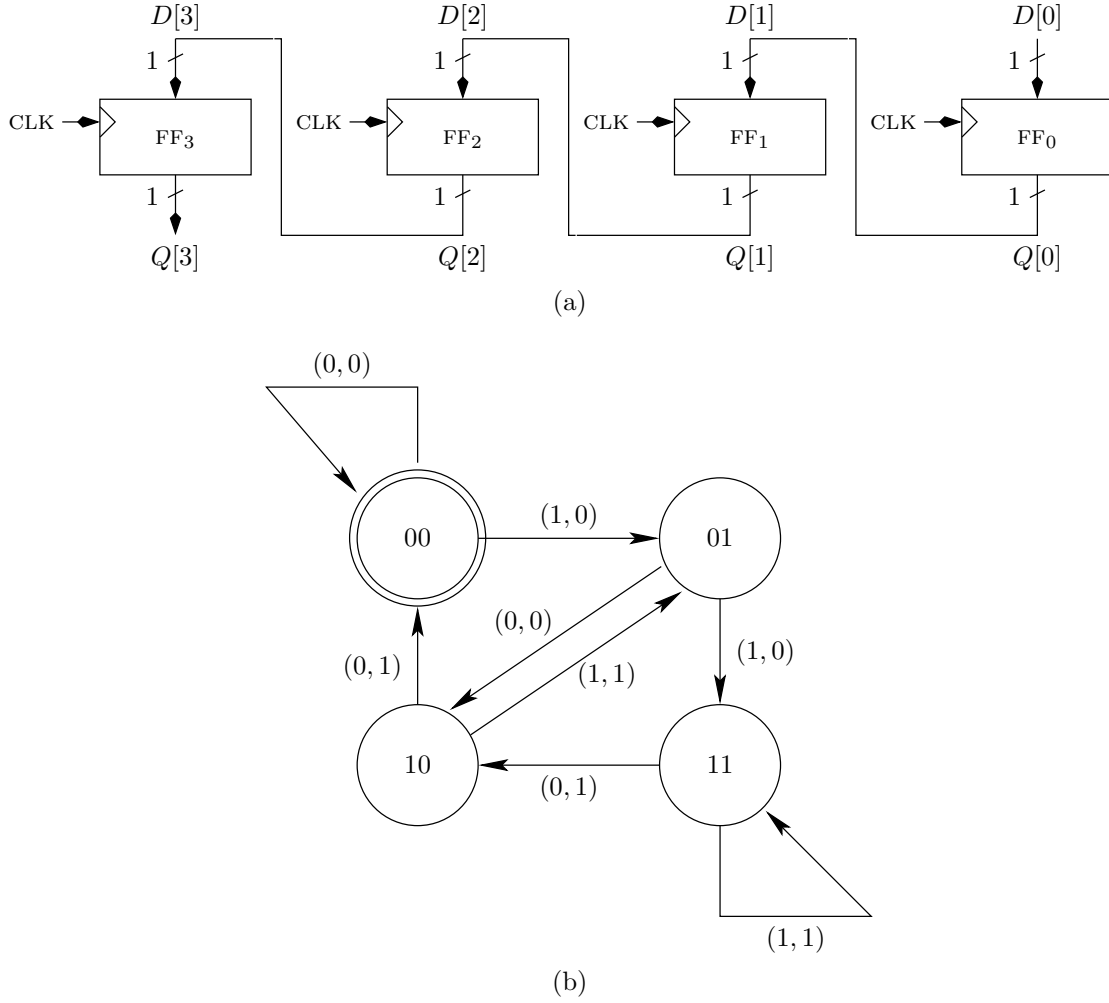 D[3] D[2] D[1] D[0]
1 1 1 1
CLK FF3 CLK FF2 CLK FF1 CLK FF0
1 1 1 1
Q[3] Q[2] Q[1] Q[0]
(a)
(0, 0)
00 (1, 0) 01
(0, 0)
(0, 1) (1, 1) (1, 0)
10 (0, 1) 11
(1, 1)
(b)